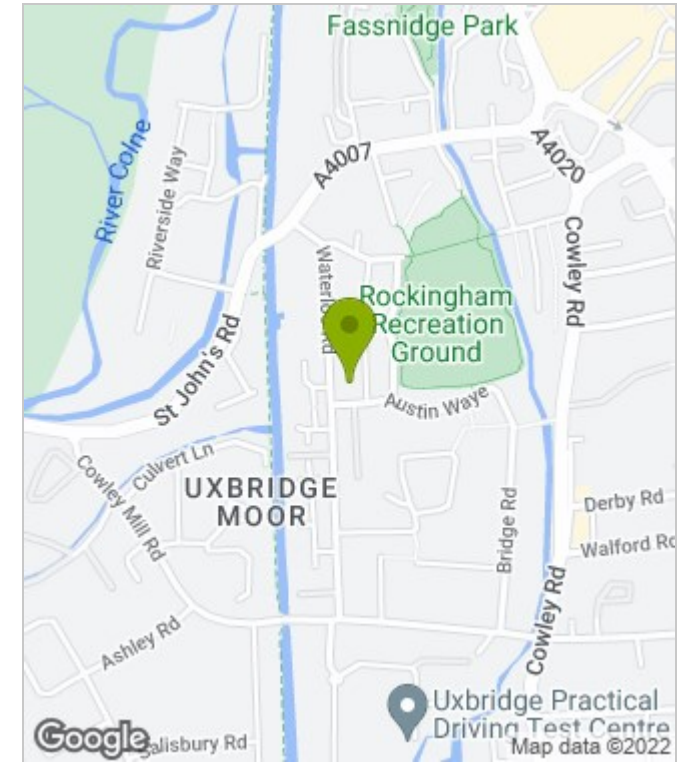 Fassnidge Park
River Colne
Riverside Way
A4007
A4020
Cowley Rd
Rockingham
Recreation
Ground
St John's Rd
Austin Waye
Culvert Ln
Cowley Mill Rd
UXBRIDGE
MOOR
Bridge Rd
Derby Rd
Walford Rd
Ashley Rd
Cowley Rd
Uxbridge Practical
Driving Test Centre
Google
Salisbury Rd
Map data ©2022